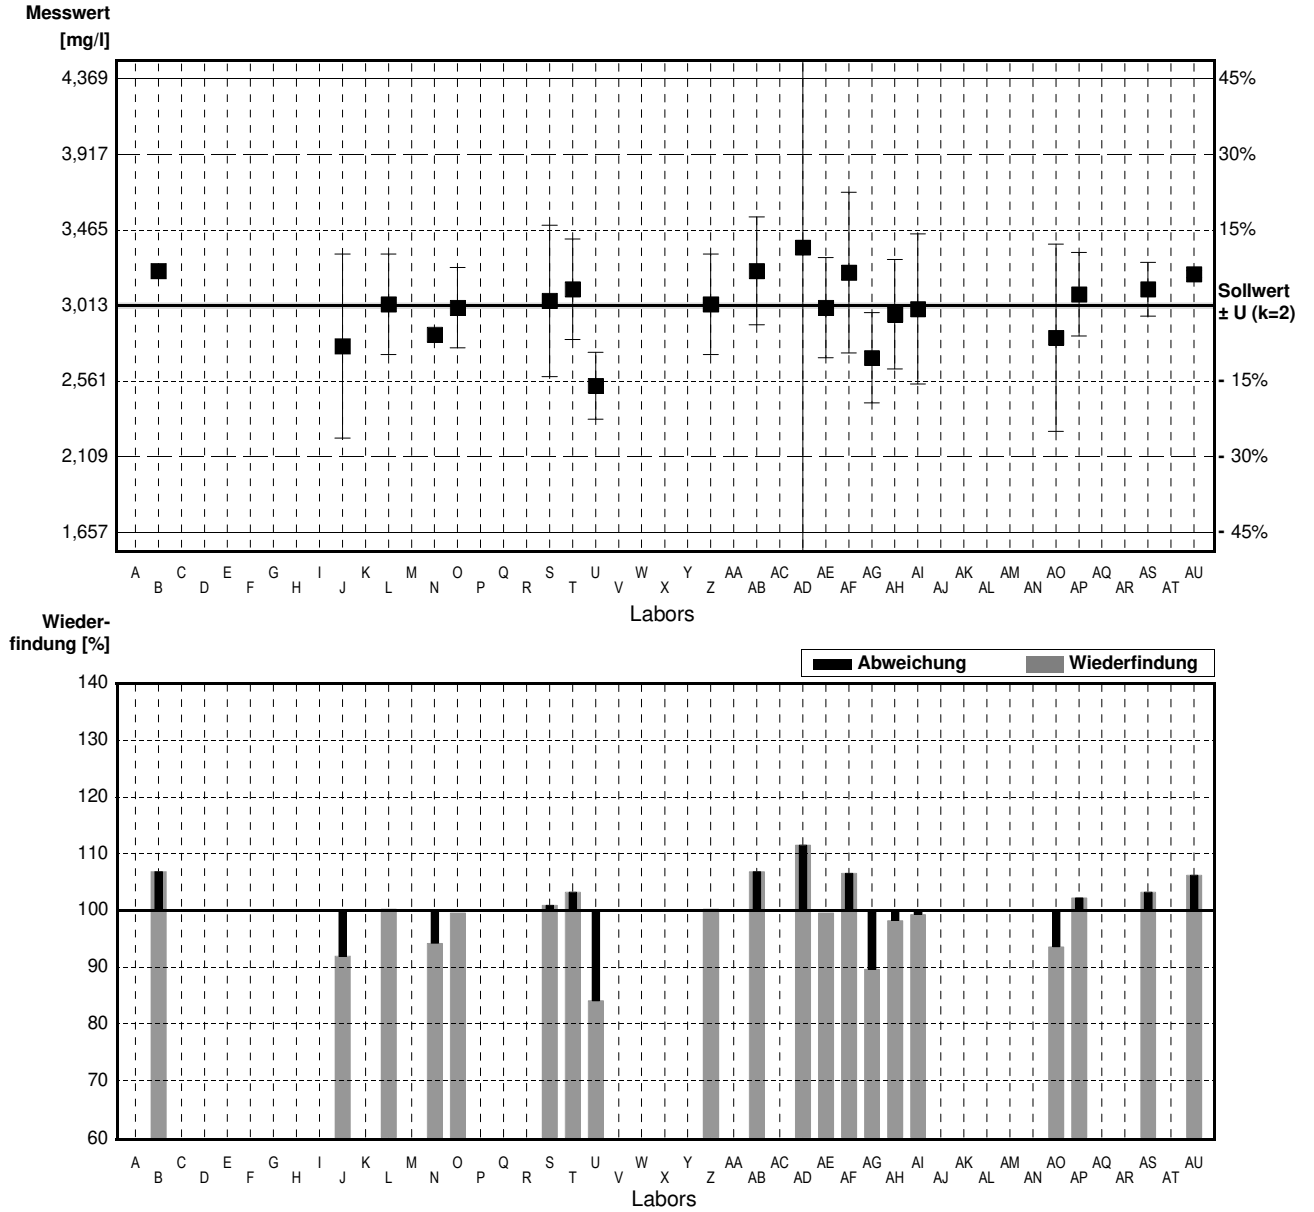 Messwert
[mg/l]
4,369 45%
3,917 30%
3,465 15%
Sollwert
3,013 ± U (k=2)
2,561 - 15%
2,109 - 30%
1,657 - 45%
A C E F G I K M O Q S U W Y AA AC AE AG AI AK AM AO AQ AS AU
B D F H J L N P R T V X Z AB AD AF AH AJ AL AN AP AR AT
Labors
Wieder-
findung [%]
Abweichung Wiederfindung
140
130
120
110
100
90
80
70
60
A C E G I K M O Q S U W Y AA AC AE AG AI AK AM AO AQ AS AU
B D F H J L N P R T V X Z AB AD AF AH AJ AL AN AP AR AT
Labors